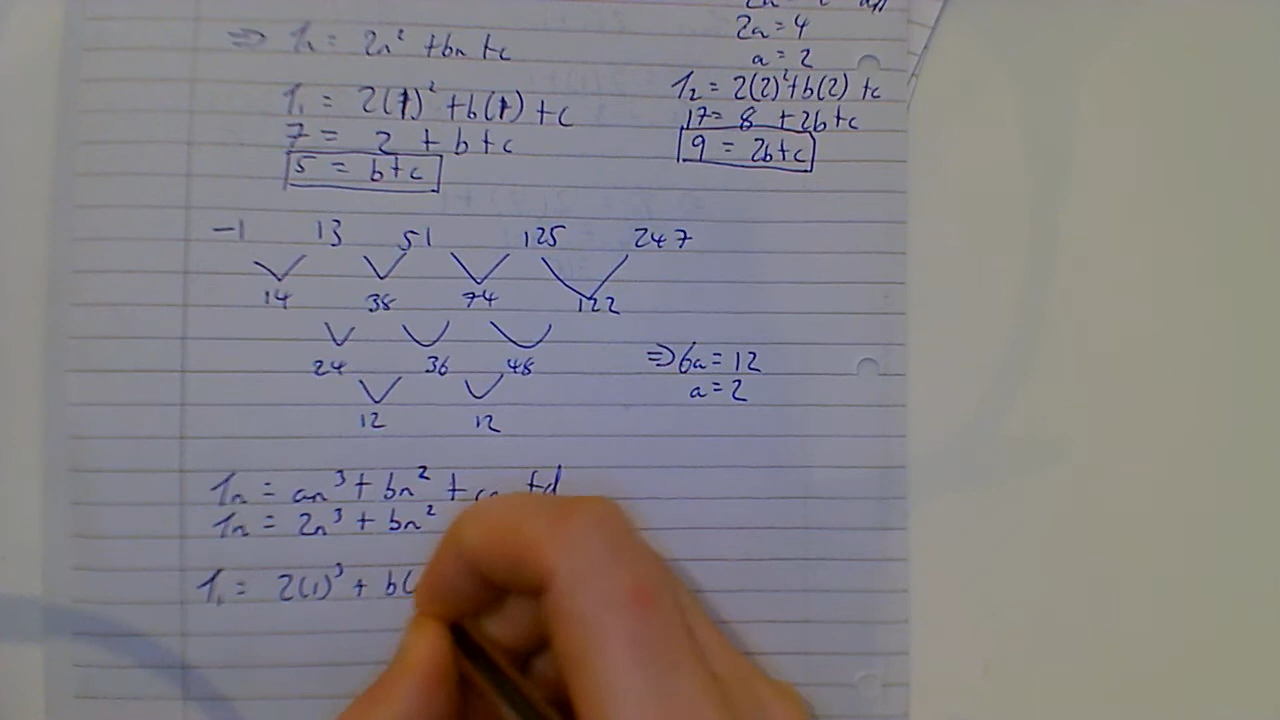 2a = 4
a = 2
⇒ Tₙ = 2n² + bn + c
T₁ = 2(1)² + b(1) + c
7 = 2 + b + c
5 = b + c
T₂ = 2(2)² + b(2) + c
17 = 8 + 2b + c
9 = 2b + c
-1 13 51 125 247
14 38 74 122
24 36 48
12 12
⇒ 6a = 12
a = 2
Tₙ = an³ + bn² + cn + d
Tₙ = 2n³ + bn²
T₁ = 2(1)³ + b(